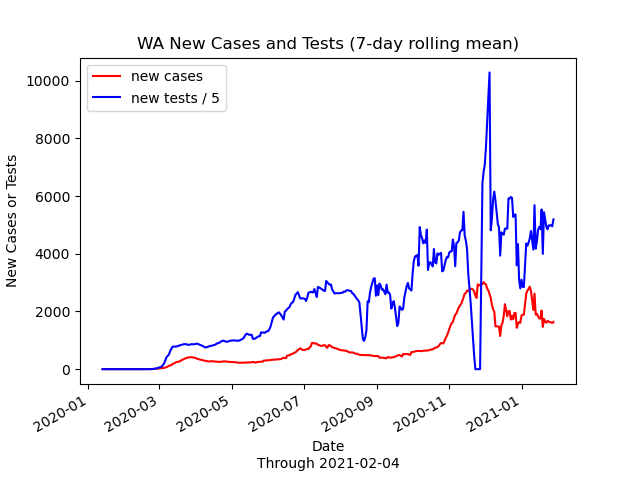 WA New Cases and Tests (7-day rolling mean)
new cases
new tests / 5
10000
8000
6000
4000
2000
0
New Cases or Tests
2020-01
2020-03
2020-05
2020-07
2020-09
2020-11
2021-01
Date
Through 2021-02-04